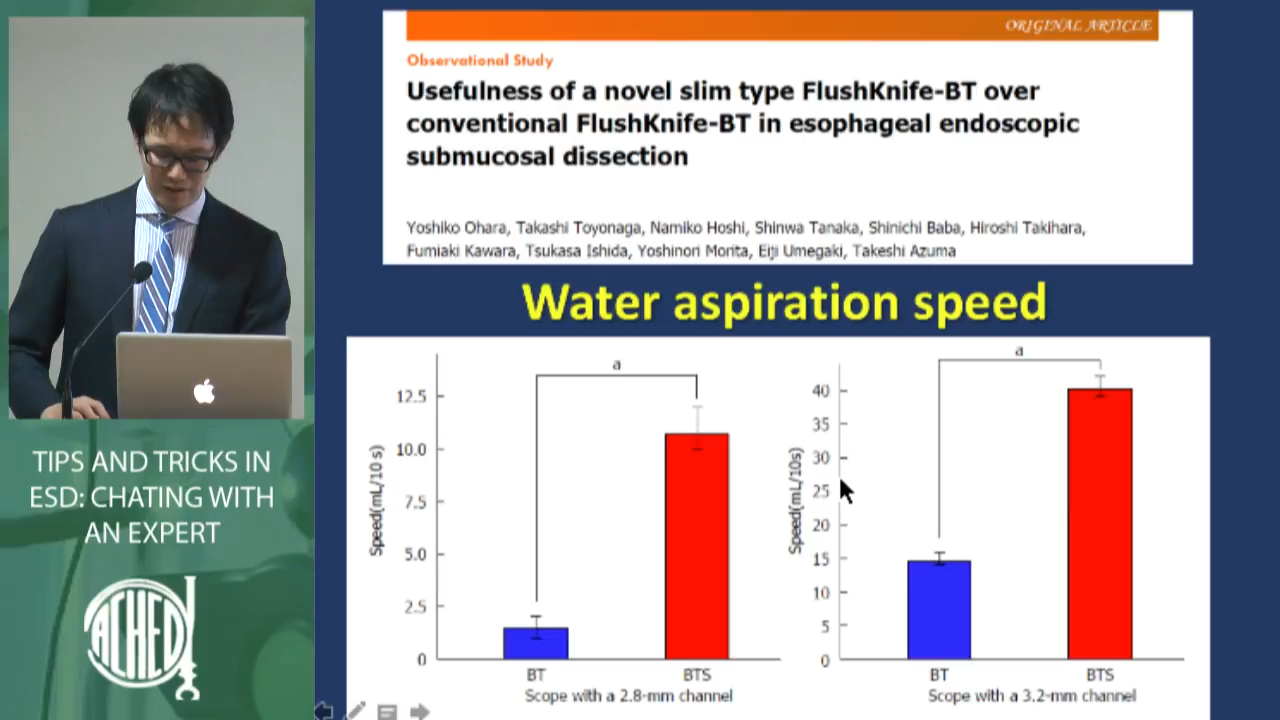 ORIGINAL ARTICLE
Observational Study
Usefulness of a novel slim type FlushKnife-BT over
conventional FlushKnife-BT in esophageal endoscopic
submucosal dissection
Yoshiko Ohara, Takashi Toyonaga, Namiko Hoshi, Shinwa Tanaka, Shinichi Baba, Hiroshi Takihara,
Fumiaki Kawara, Tsukasa Ishida, Yoshinori Morita, Eiji Umegaki, Takeshi Azuma
Water aspiration speed
a
12.5
10.0
7.5
5.0
2.5
0
Speed(mL/10 s)
BT
BTS
Scope with a 2.8-mm channel
a
40
35
30
25
20
15
10
5
0
Speed(mL/10s)
BT
BTS
Scope with a 3.2-mm channel
TIPS AND TRICKS IN
ESD: CHATING WITH
AN EXPERT
ACHED